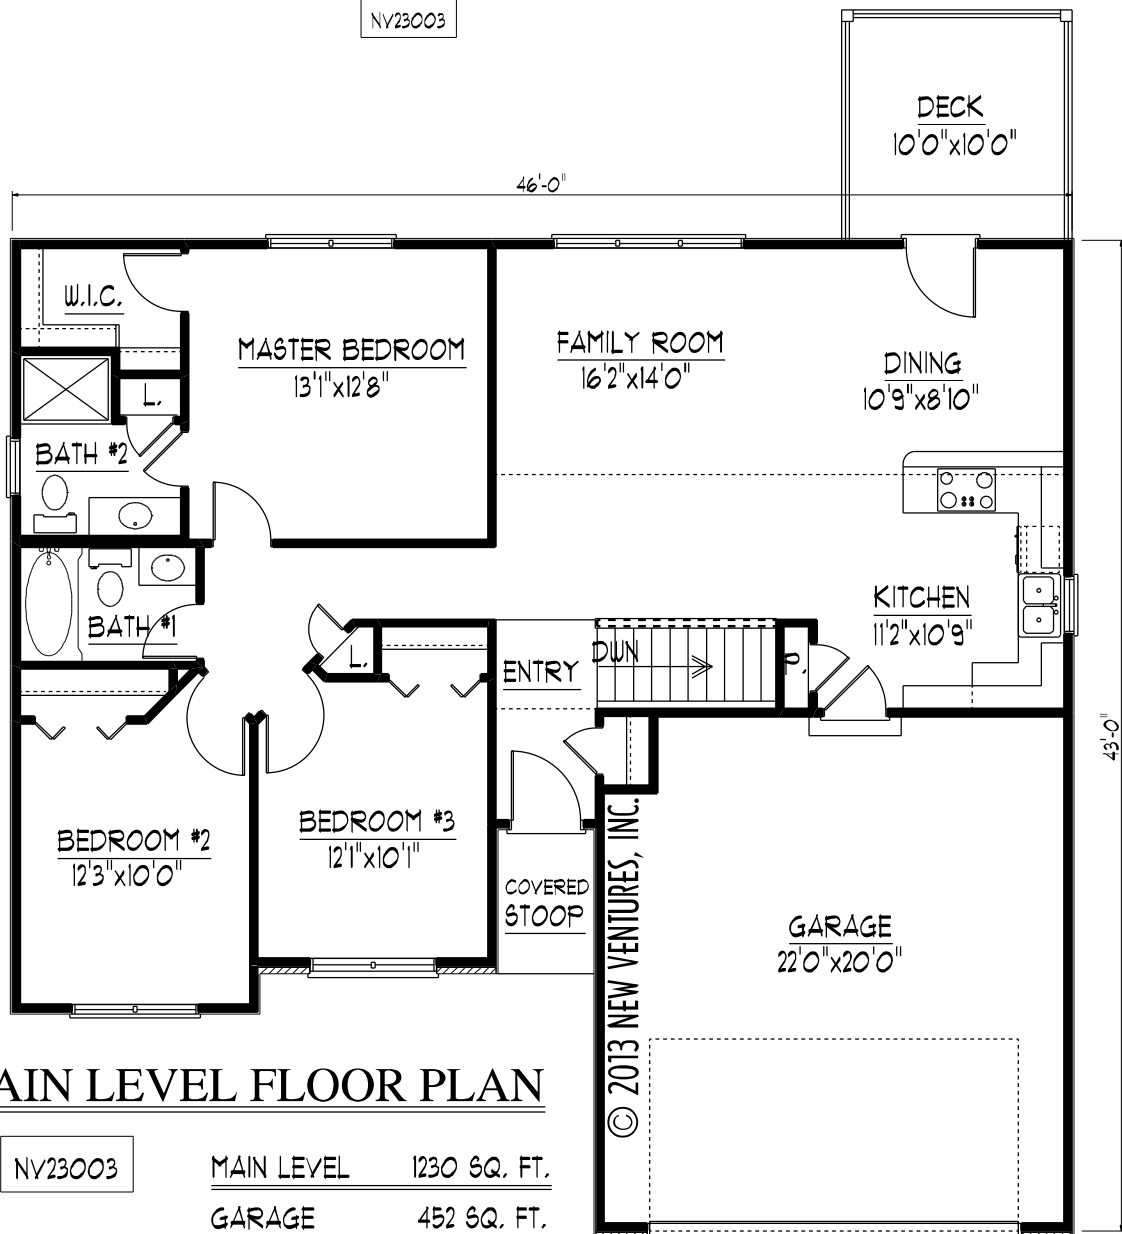 NV23003
DECK
10'0"x10'0"
46'-0"
W.I.C.
MASTER BEDROOM
13'1"x12'8"
FAMILY ROOM
16'2"x14'0"
DINING
10'9"x8'10"
L.
BATH #2
BATH #1
KITCHEN
11'2"x10'9"
L.
ENTRY
DWN
P.
43'-0"
BEDROOM #2
12'3"x10'0"
BEDROOM #3
12'1"x10'1"
COVERED
STOOP
© 2013 NEW VENTURES, INC.
GARAGE
22'0"x20'0"
AIN LEVEL FLOOR PLAN
NV23003
MAIN LEVEL 1230 SQ. FT.
GARAGE 452 SQ. FT.